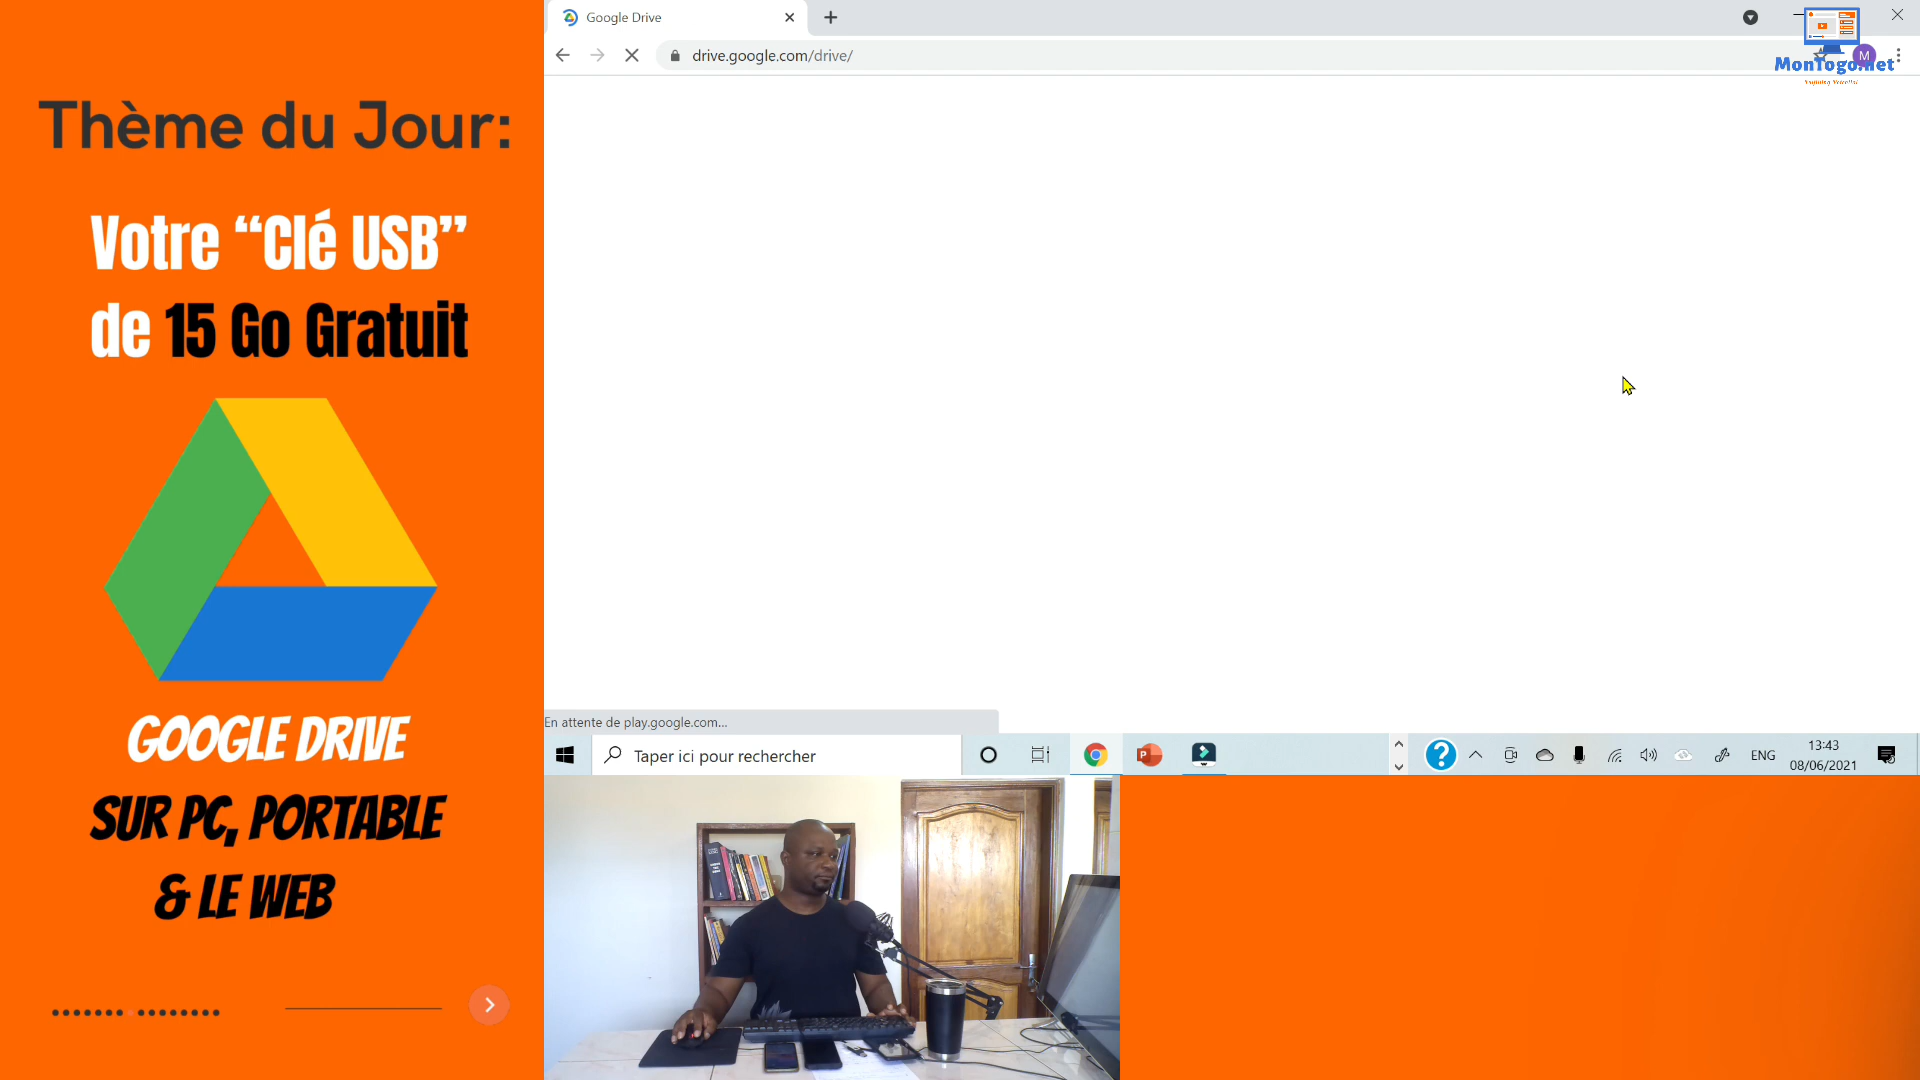 Google Drive
drive.google.com/drive/
M
MonTogo.net
Thème du Jour:
Votre “Clé USB”
de 15 Go Gratuit
GOOGLE DRIVE
SUR PC, PORTABLE
& LE WEB
En attente de play.google.com...
Taper ici pour rechercher
P
?
ENG
13:43
08/06/2021